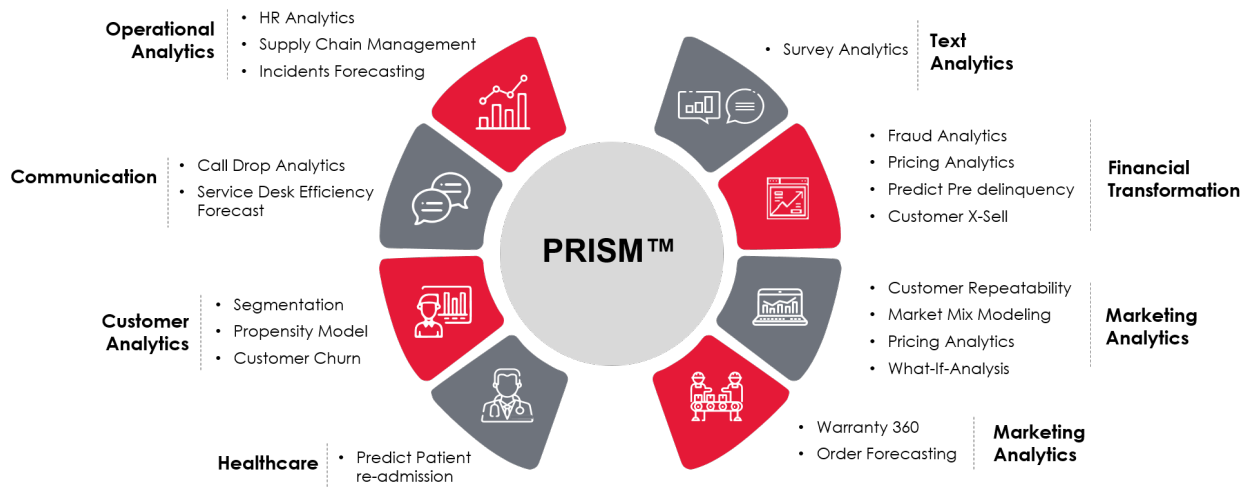 Operational
Analytics
• HR Analytics
• Supply Chain Management
• Incidents Forecasting
Communication
• Call Drop Analytics
• Service Desk Efficiency
Forecast
Customer
Analytics
• Segmentation
• Propensity Model
• Customer Churn
Healthcare
• Predict Patient
re-admission
PRISM™
• Survey Analytics
Text
Analytics
• Fraud Analytics
• Pricing Analytics
• Predict Pre delinquency
• Customer X-Sell
Financial
Transformation
• Customer Repeatability
• Market Mix Modeling
• Pricing Analytics
• What-If-Analysis
Marketing
Analytics
• Warranty 360
• Order Forecasting
Marketing
Analytics